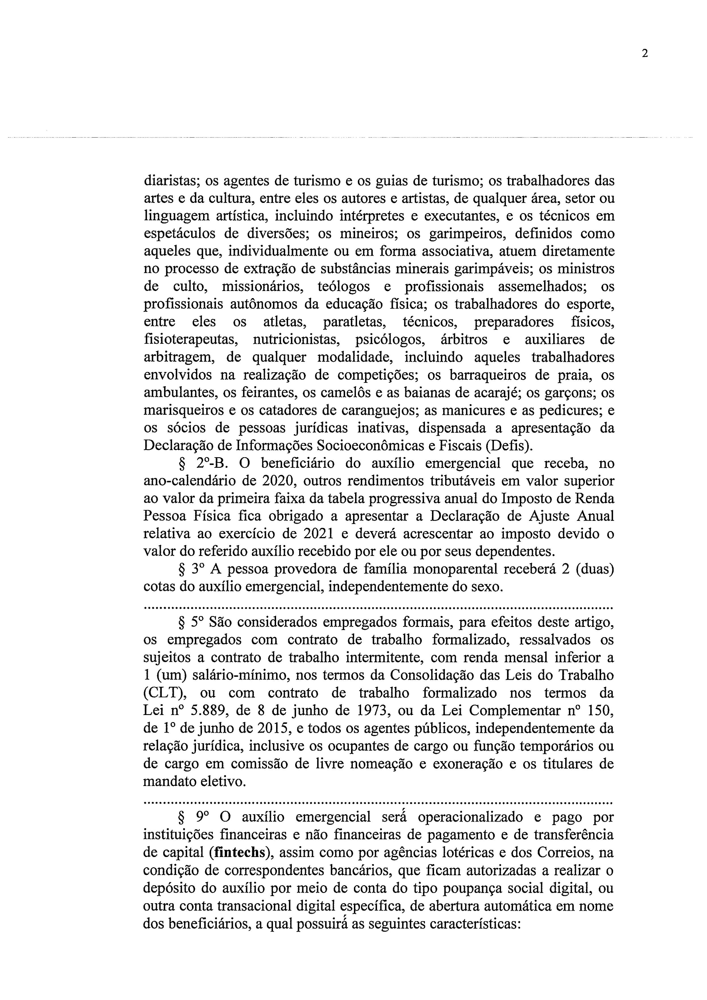 2
diaristas; os agentes de turismo e os guias de turismo; os trabalhadores das
artes e da cultura, entre eles os autores e artistas, de qualquer área, setor ou
linguagem artística, incluindo intérpretes e executantes, e os técnicos em
espetáculos de diversões; os mineiros; os garimpeiros, definidos como
aqueles que, individualmente ou em forma associativa, atuem diretamente
no processo de extração de substâncias minerais garimpáveis; os ministros
de culto, missionários, teólogos e profissionais assemelhados; os
profissionais autônomos da educação física; os trabalhadores do esporte,
entre eles os atletas, paratletas, técnicos, preparadores físicos,
fisioterapeutas, nutricionistas, psicólogos, árbitros e auxiliares de
arbitragem, de qualquer modalidade, incluindo aqueles trabalhadores
envolvidos na realização de competições; os barraqueiros de praia, os
ambulantes, os feirantes, os camelôs e as baianas de acarajé; os garçons; os
marisqueiros e os catadores de caranguejos; as manicures e as pedicures; e
os sócios de pessoas jurídicas inativas, dispensada a apresentação da
Declaração de Informações Socioeconômicas e Fiscais (Defis).
§ 2º-B. O beneficiário do auxílio emergencial que receba, no
ano-calendário de 2020, outros rendimentos tributáveis em valor superior
ao valor da primeira faixa da tabela progressiva anual do Imposto de Renda
Pessoa Física fica obrigado a apresentar a Declaração de Ajuste Anual
relativa ao exercício de 2021 e deverá acrescentar ao imposto devido o
valor do referido auxílio recebido por ele ou por seus dependentes.
§ 3º A pessoa provedora de família monoparental receberá 2 (duas)
cotas do auxílio emergencial, independentemente do sexo.
..........................................................................................................................
§ 5º São considerados empregados formais, para efeitos deste artigo,
os empregados com contrato de trabalho formalizado, ressalvados os
sujeitos a contrato de trabalho intermitente, com renda mensal inferior a
1 (um) salário-mínimo, nos termos da Consolidação das Leis do Trabalho
(CLT), ou com contrato de trabalho formalizado nos termos da
Lei nº 5.889, de 8 de junho de 1973, ou da Lei Complementar nº 150,
de 1º de junho de 2015, e todos os agentes públicos, independentemente da
relação jurídica, inclusive os ocupantes de cargo ou função temporários ou
de cargo em comissão de livre nomeação e exoneração e os titulares de
mandato eletivo.
..........................................................................................................................
§ 9º O auxílio emergencial será operacionalizado e pago por
instituições financeiras e não financeiras de pagamento e de transferência
de capital (fintechs), assim como por agências lotéricas e dos Correios, na
condição de correspondentes bancários, que ficam autorizadas a realizar o
depósito do auxílio por meio de conta do tipo poupança social digital, ou
outra conta transacional digital específica, de abertura automática em nome
dos beneficiários, a qual possuirá as seguintes características: